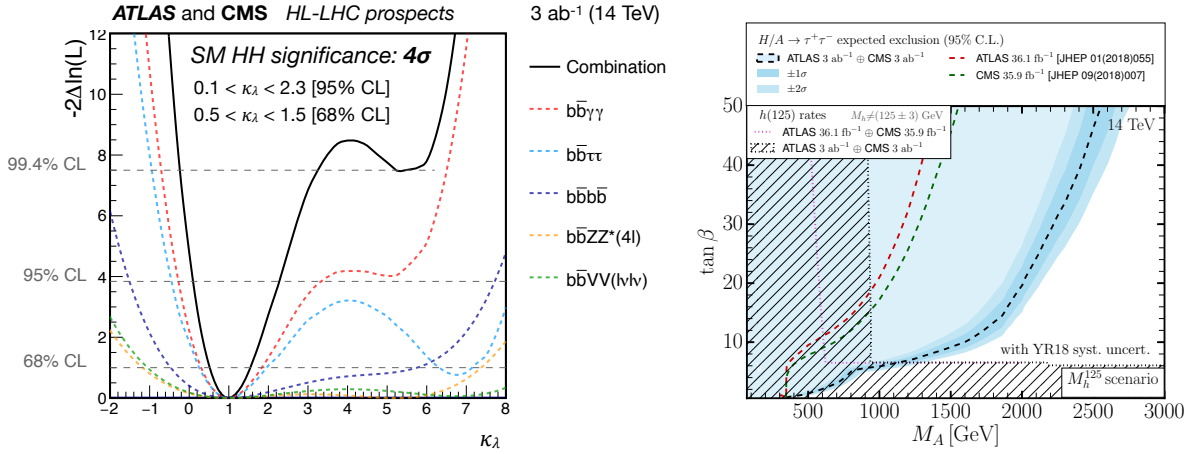 ATLAS and CMS HL-LHC prospects 3 ab⁻¹ (14 TeV)
-2Δln(L)
12
10
8
6
4
2
0
99.4% CL
95% CL
68% CL
SM HH significance: 4σ
0.1 < κλ < 2.3 [95% CL]
0.5 < κλ < 1.5 [68% CL]
−2 −1 0 1 2 3 4 5 6 7 8
κλ
Combination
bb̅γγ
bb̅ττ
bb̅bb̅
bb̅ZZ*(4l)
bb̅VV(lνlν)
H/A → τ⁺τ⁻ expected exclusion (95% C.L.)
ATLAS 3 ab⁻¹ ⊕ CMS 3 ab⁻¹
±1σ
±2σ
ATLAS 36.1 fb⁻¹ [JHEP 01(2018)055]
CMS 35.9 fb⁻¹ [JHEP 09(2018)007]
h(125) rates Mh≠(125 ± 3) GeV
ATLAS 36.1 fb⁻¹ ⊕ CMS 35.9 fb⁻¹
ATLAS 3 ab⁻¹ ⊕ CMS 3 ab⁻¹
14 TeV
tan β
50
40
30
20
10
with YR18 syst. uncert.
Mh¹²⁵ scenario
500 1000 1500 2000 2500 3000
MA [GeV]